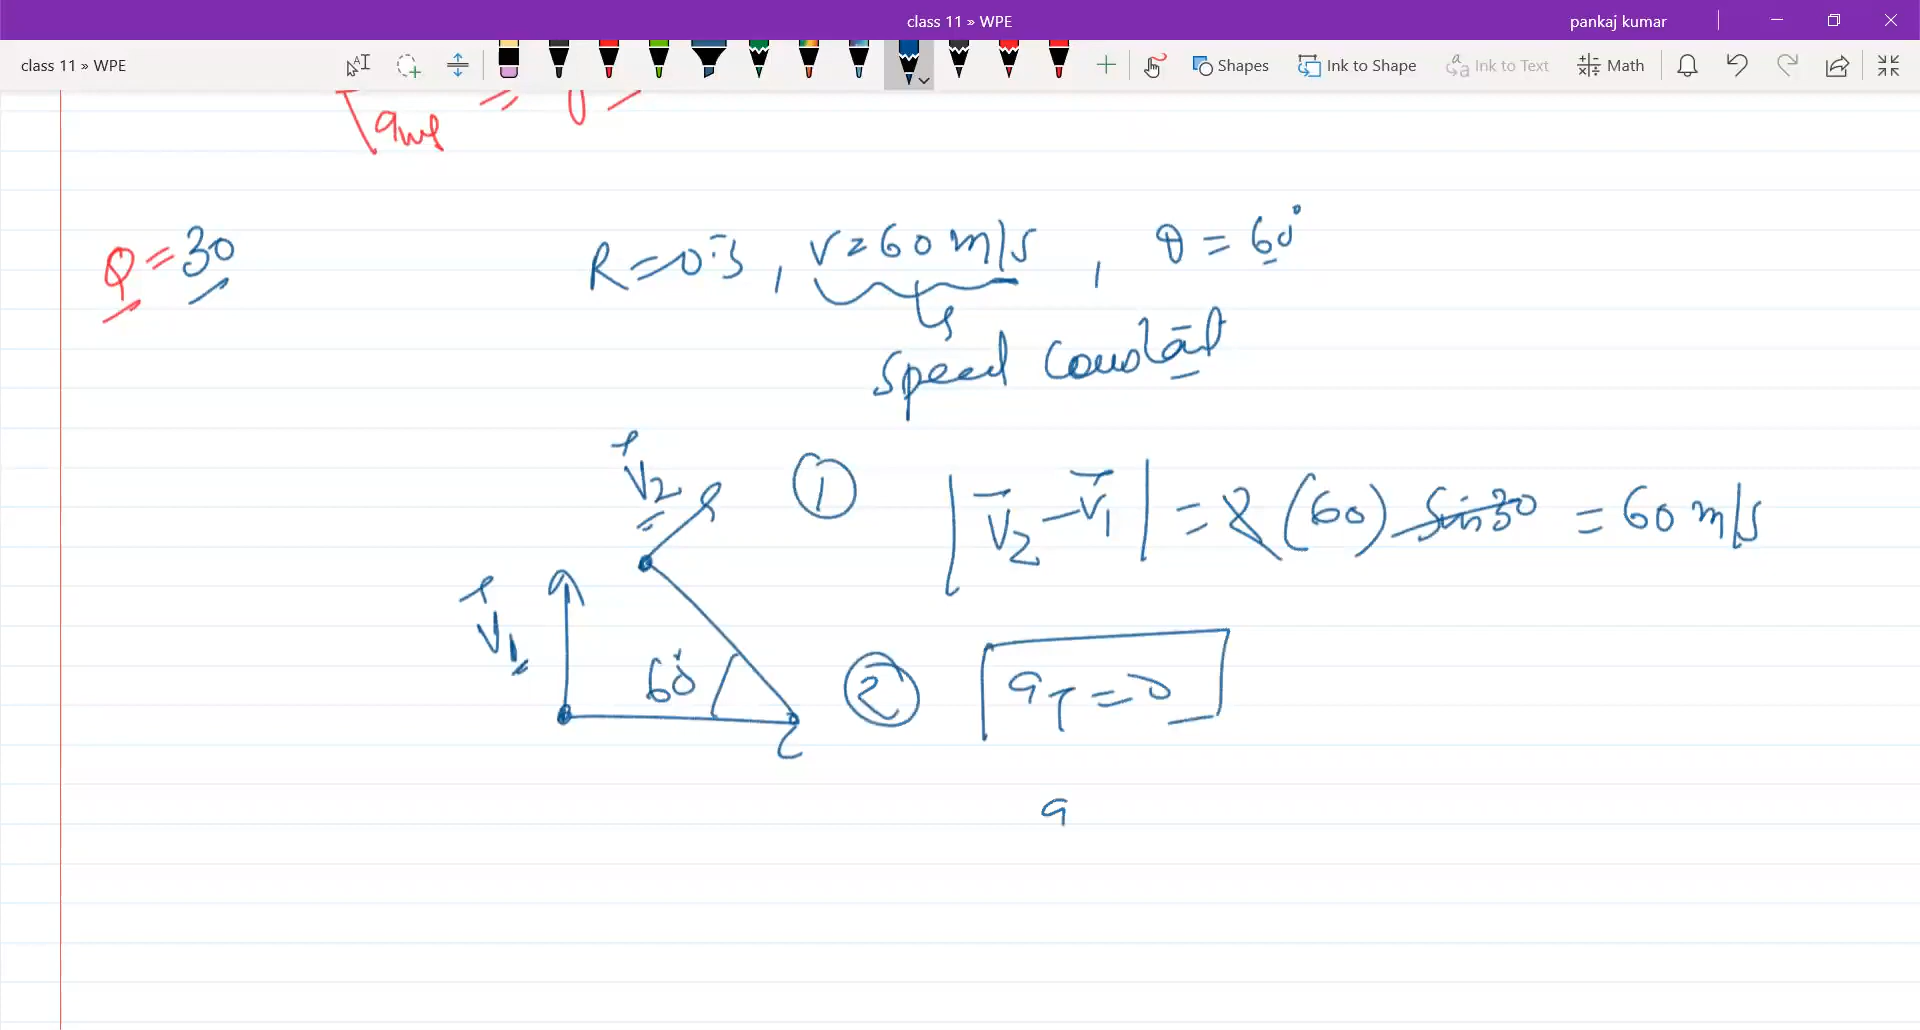 class 11 » WPE
pankaj kumar
class 11 » WPE
Shapes
Ink to Shape
Ink to Text
Math
Q = 30
R = 0.3 , v = 60 m/s , θ = 60°
speed constant
V₂
① |V₂ - V₁| = 2 (60) sin 30 = 60 m/s
V₁
60°
② a_T = 0
C
a